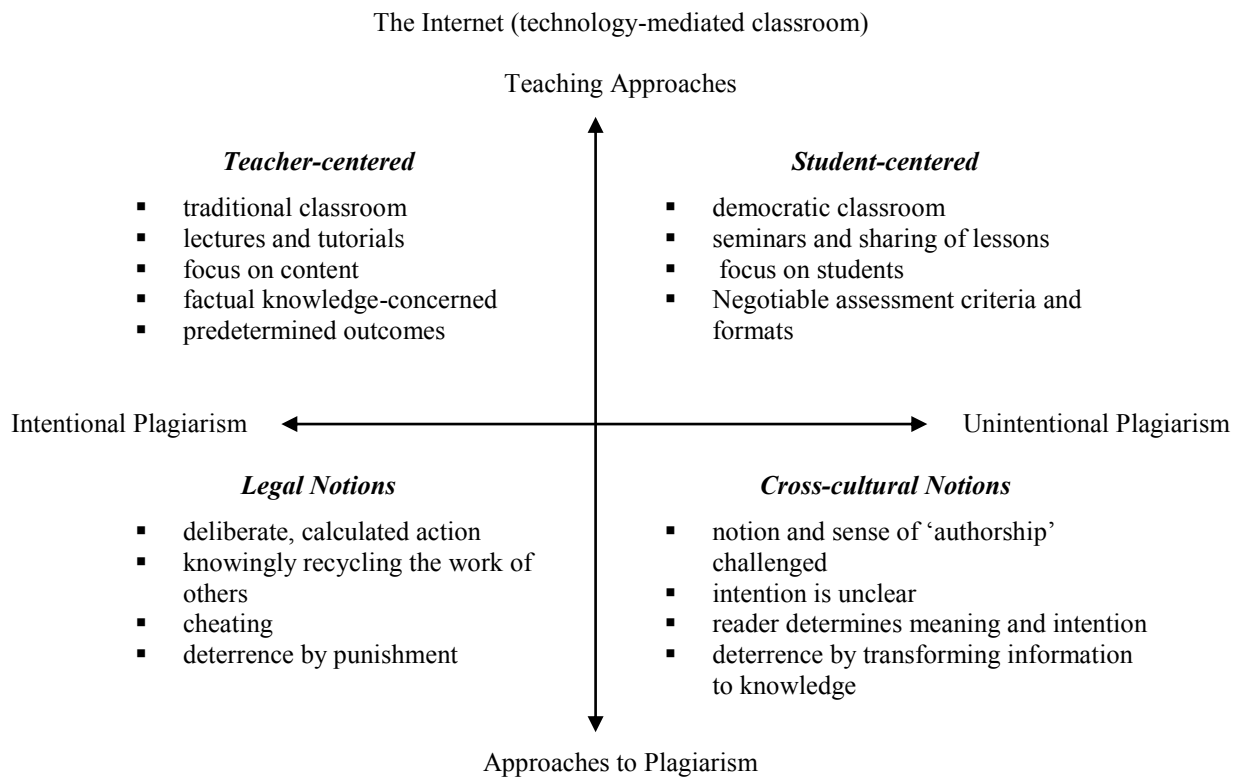 The Internet (technology-mediated classroom)
Teaching Approaches
Teacher-centered
▪ traditional classroom
▪ lectures and tutorials
▪ focus on content
▪ factual knowledge-concerned
▪ predetermined outcomes
Student-centered
▪ democratic classroom
▪ seminars and sharing of lessons
▪ focus on students
▪ Negotiable assessment criteria and
formats
Intentional Plagiarism
Unintentional Plagiarism
Legal Notions
▪ deliberate, calculated action
▪ knowingly recycling the work of
others
▪ cheating
▪ deterrence by punishment
Cross-cultural Notions
▪ notion and sense of ‘authorship’
challenged
▪ intention is unclear
▪ reader determines meaning and intention
▪ deterrence by transforming information
to knowledge
Approaches to Plagiarism